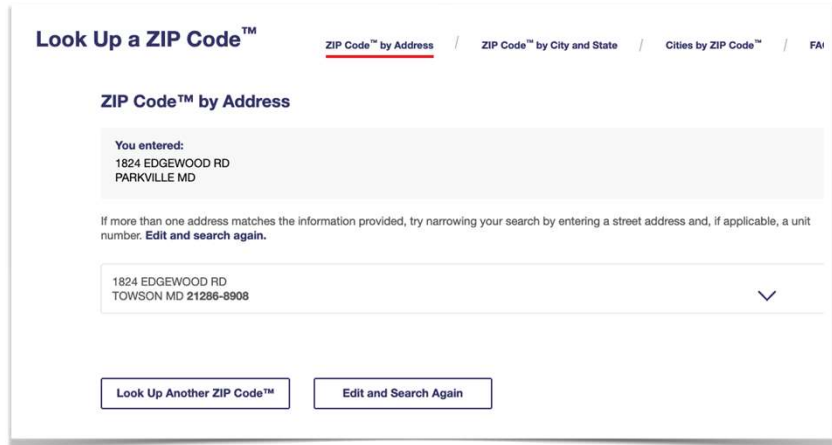 Look Up a ZIP Code™
ZIP Code™ by Address / ZIP Code™ by City and State / Cities by ZIP Code™ /
ZIP Code™ by Address
You entered:
1824 EDGEWOOD RD
PARKVILLE MD
If more than one address matches the information provided, try narrowing your search by entering a street address and, if applicable, a unit
number. Edit and search again.
1824 EDGEWOOD RD
TOWSON MD 21286-8908
Look Up Another ZIP Code™ Edit and Search Again